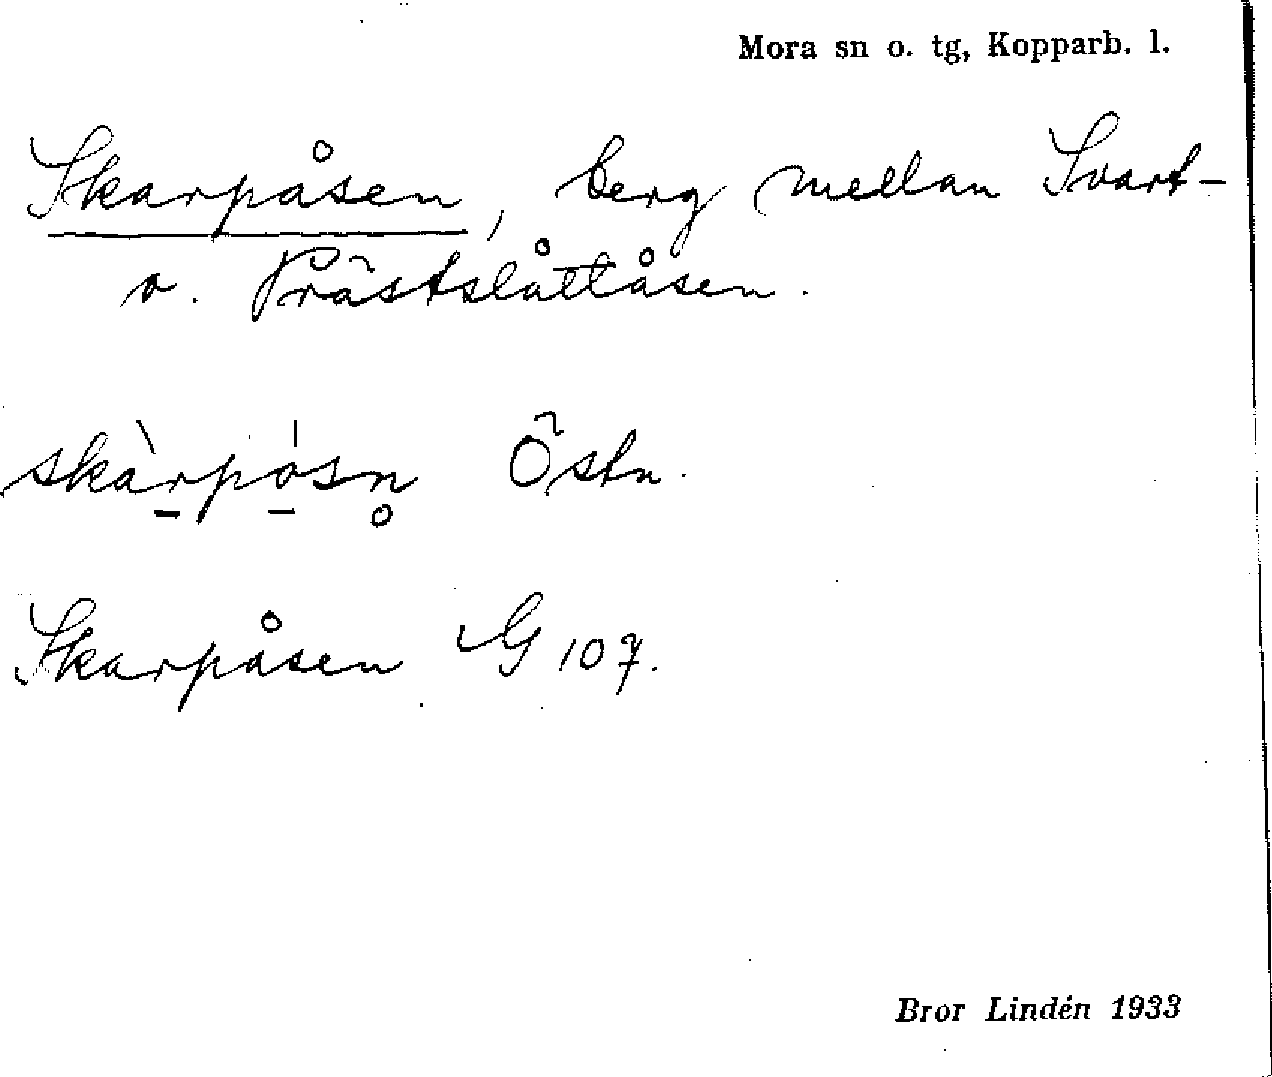 Mora sn o. tg, Kopparb. l.
Skarpåsen, berg mellan Svart-
o. Prästslåttåsen.
skàrpósn̥ Östn.
Skarpåsen G 107.
Bror Lindén 1933